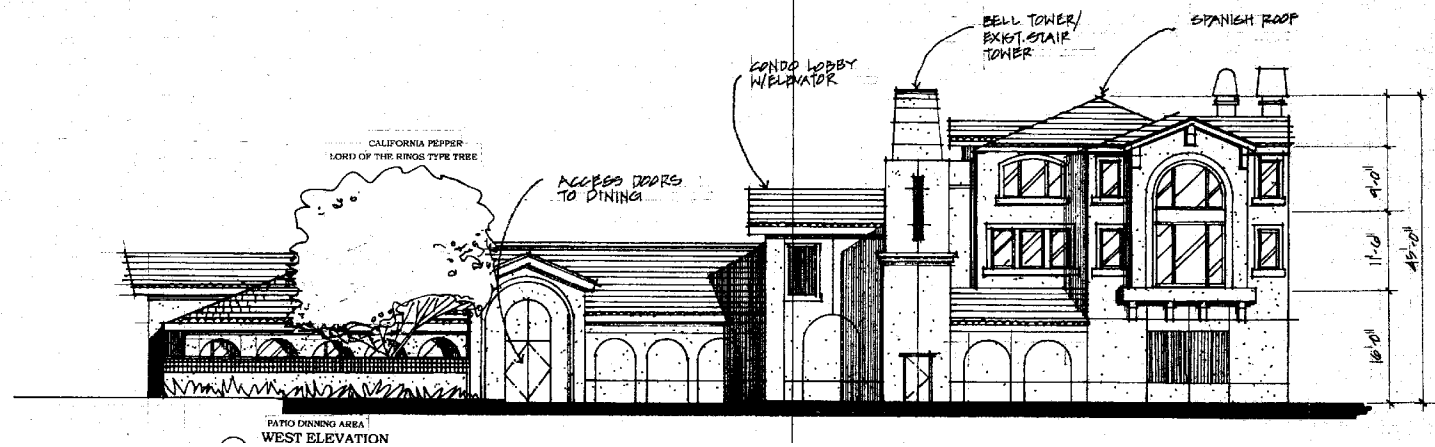 BELL TOWER/
EXIST. STAIR
TOWER
SPANISH ROOF
CONDO LOBBY
W/ELEVATOR
CALIFORNIA PEPPER
LORD OF THE RINGS TYPE TREE
ACCESS DOORS
TO DINING
9'-0"
11'-6"
45'-0"
16'-0"
PATIO DINNING AREA
WEST ELEVATION